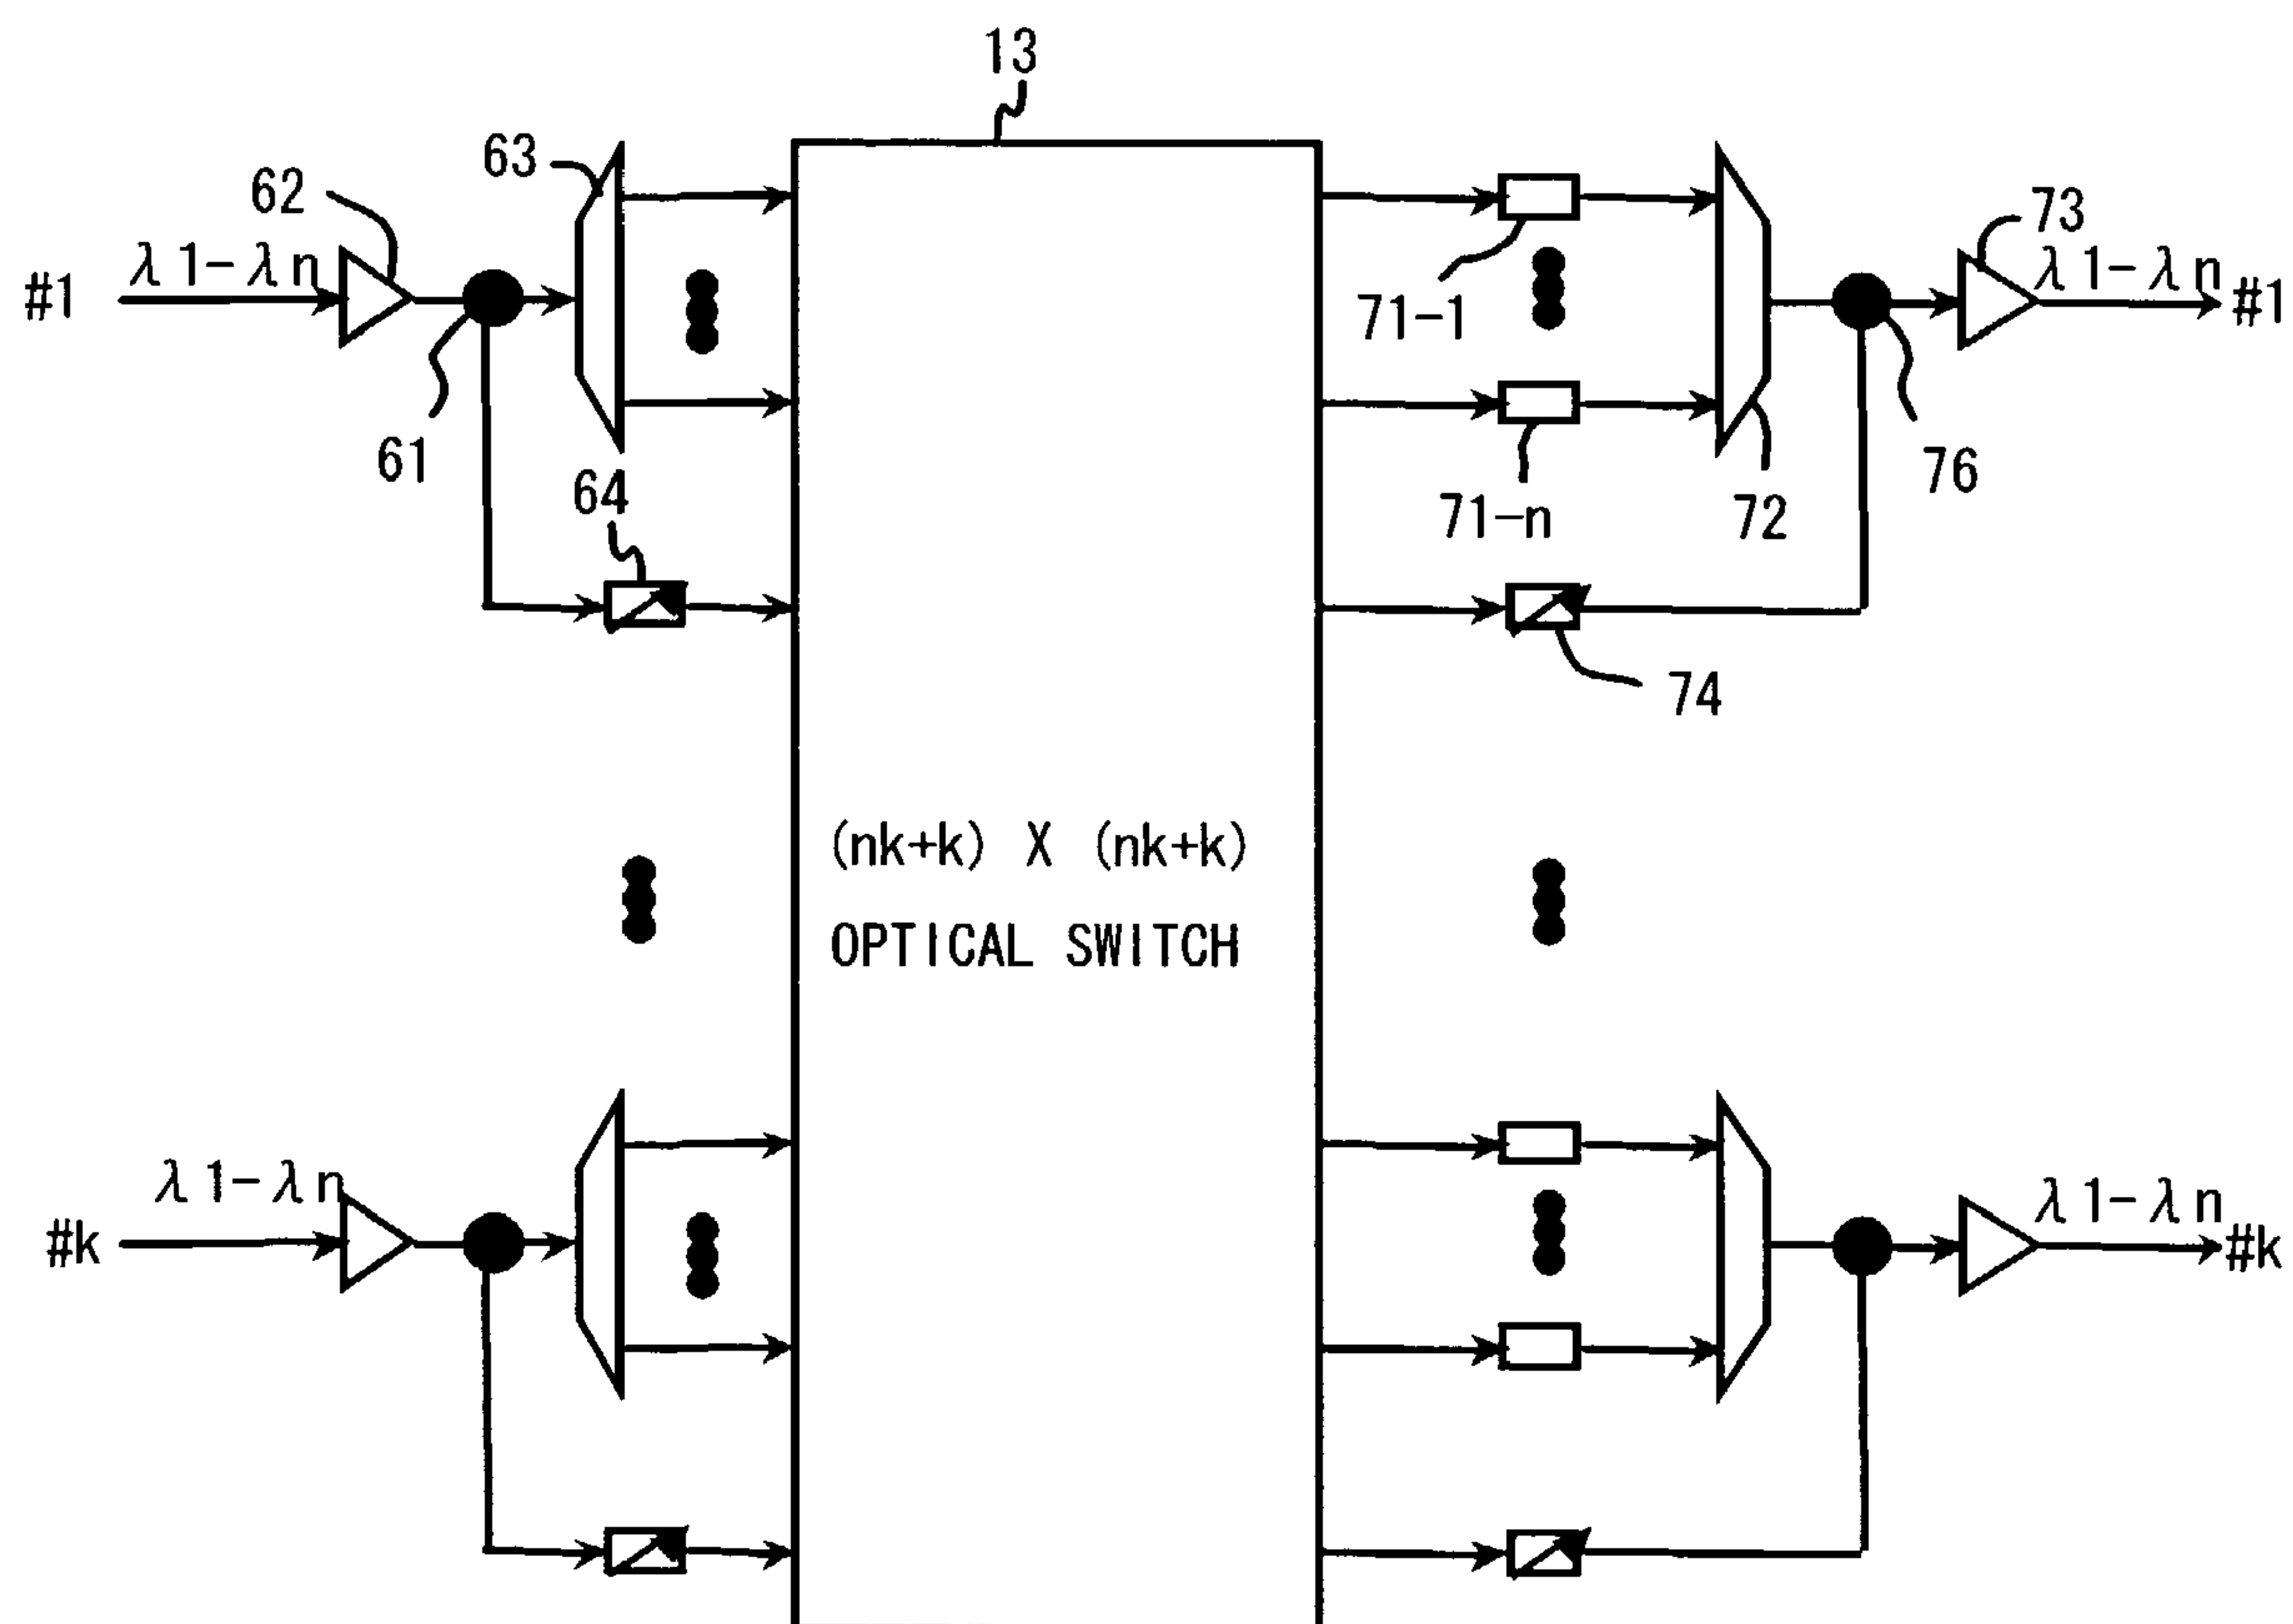 13
63
62
73
λ1-λn
λ1-λn
#1
#1
71-1
61
64
76
71-n
72
74
(nk+k) X (nk+k)
OPTICAL SWITCH
λ1-λn
λ1-λn
#k
#k